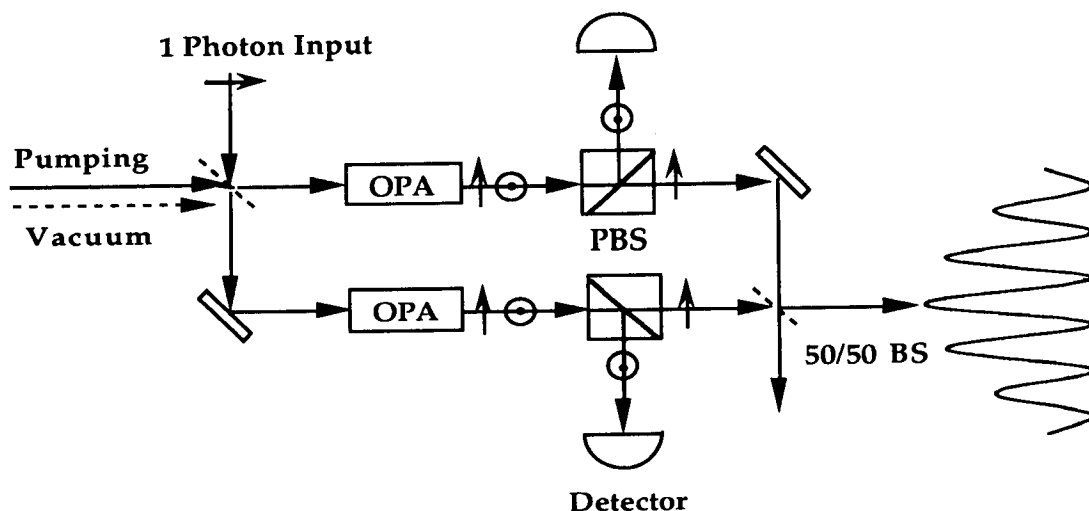 1 Photon Input
Pumping
Vacuum
OPA
PBS
OPA
50/50 BS
Detector